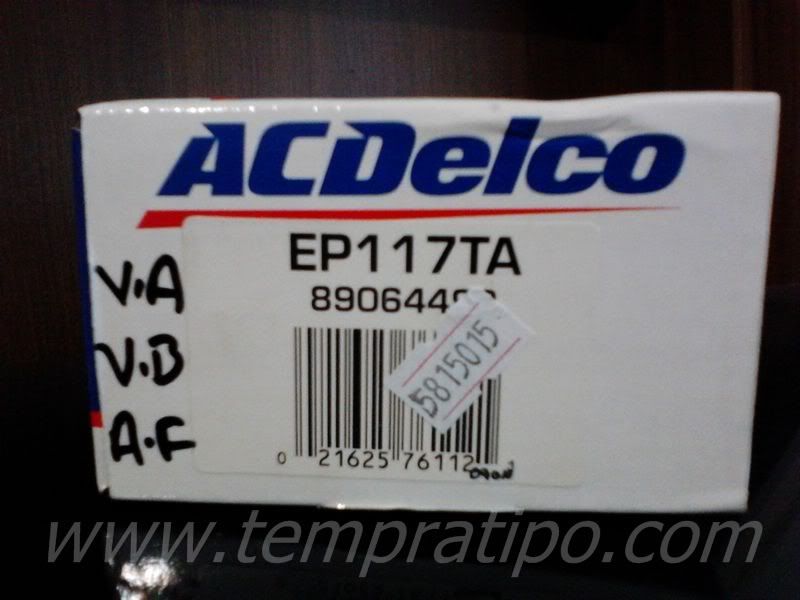 ACDelco
EP117TA
V.A
V.B
A.F
5815015
0 21625 76112
www.tempratipo.com